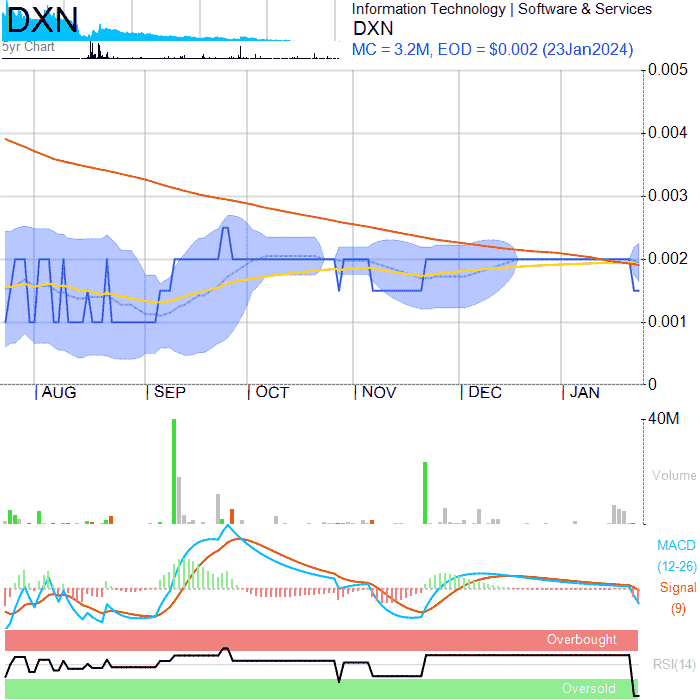 DXN
5yr Chart
Information Technology | Software & Services
DXN
MC = 3.2M, EOD = $0.002 (23Jan2024)
0.005
0.004
0.003
0.002
0.001
0
AUG SEP OCT NOV DEC JAN
40M
Volume
MACD
(12-26)
Signal
(9)
Overbought
RSI(14)
Oversold